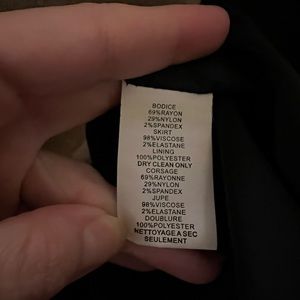 BODICE
69%RAYON
29%NYLON
2%SPANDEX
SKIRT
98%VISCOSE
2%ELASTANE
LINING
100%POLYESTER
DRY CLEAN ONLY
CORSAGE
69%RAYONNE
29%NYLON
2%SPANDEX
JUPE
98%VISCOSE
2%ELASTANE
DOUBLURE
100%POLYESTER
NETTOYAGE A SEC
SEULEMENT